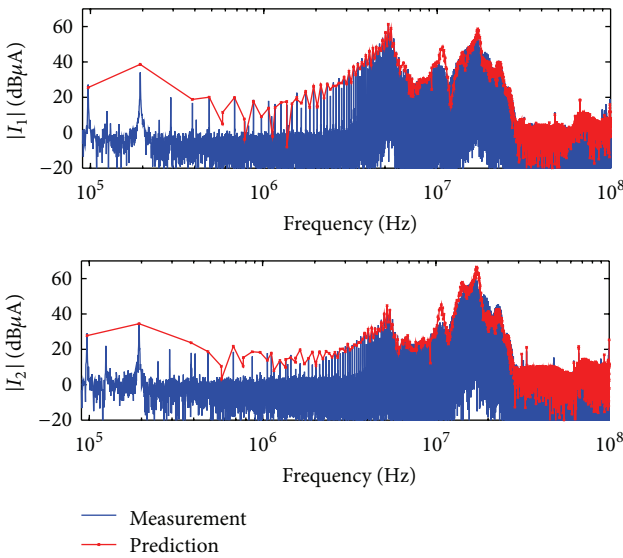 60
40
20
0
−20
|I1| (dBμA)
10^5 10^6 10^7 10^8
Frequency (Hz)
60
40
20
0
−20
|I2| (dBμA)
10^5 10^6 10^7 10^8
Frequency (Hz)
Measurement
Prediction